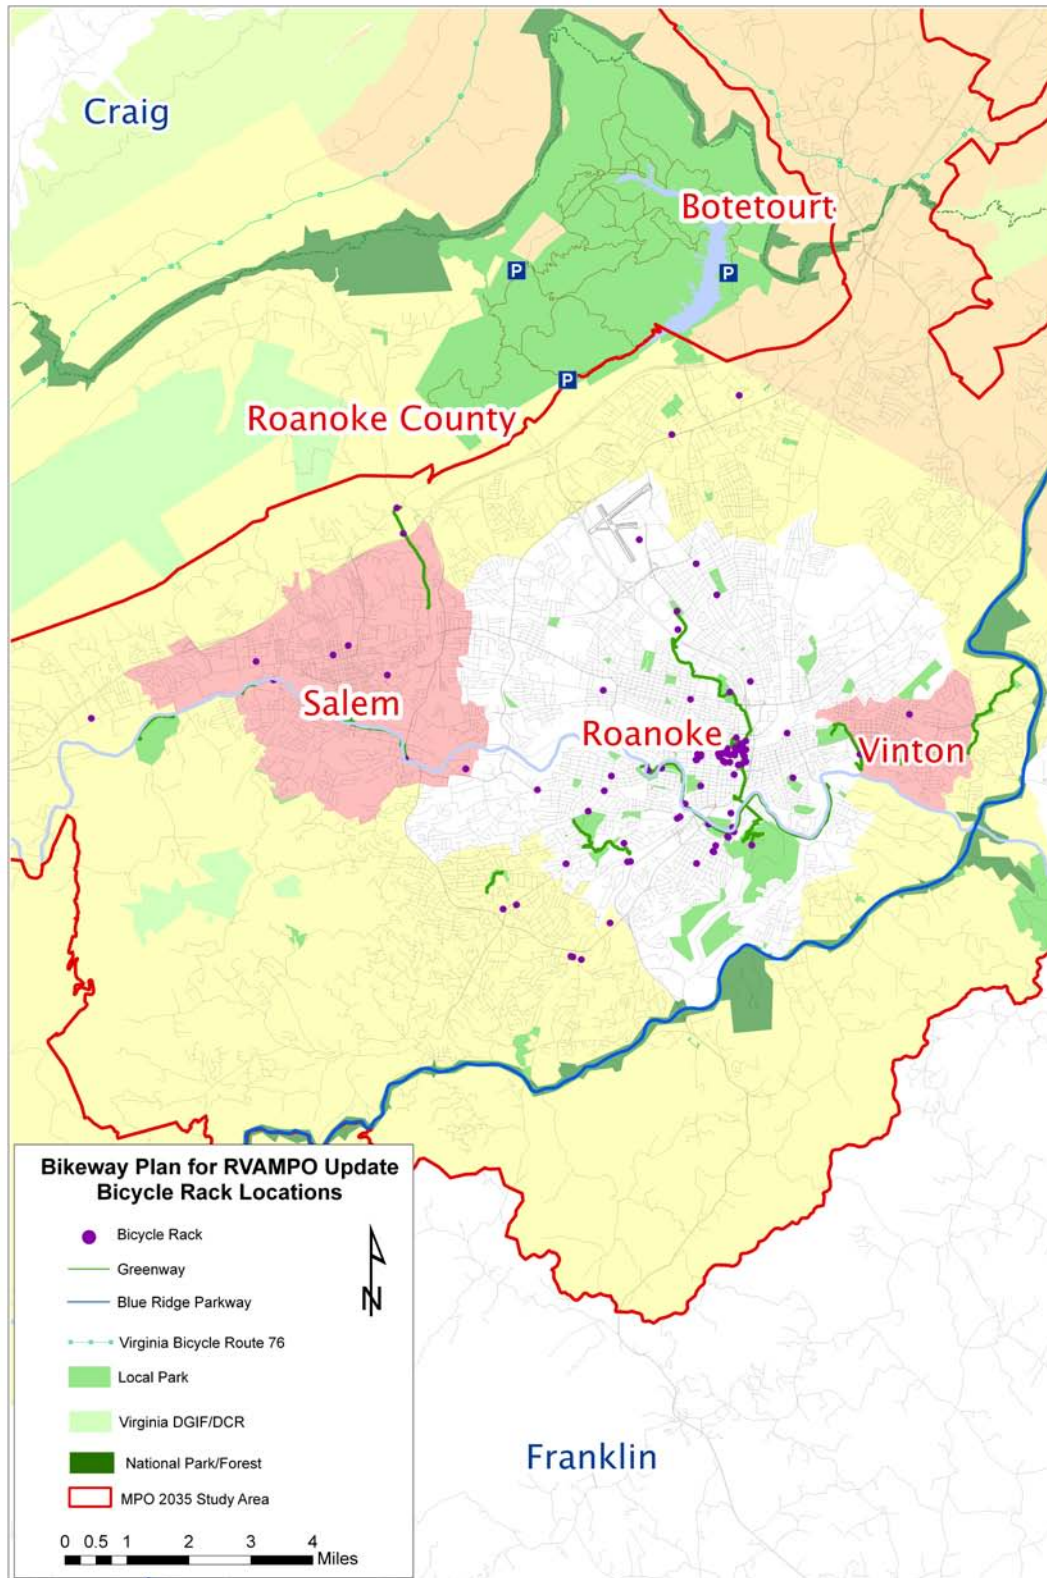 Craig
Botetourt
P
P
P
Roanoke County
Salem
Roanoke
Vinton
Bikeway Plan for RVAMPO Update
Bicycle Rack Locations
Bicycle Rack
Greenway
Blue Ridge Parkway
Virginia Bicycle Route 76
Local Park
Virginia DGIF/DCR
National Park/Forest
MPO 2035 Study Area
N
0 0.5 1 2 3 4
Miles
Franklin